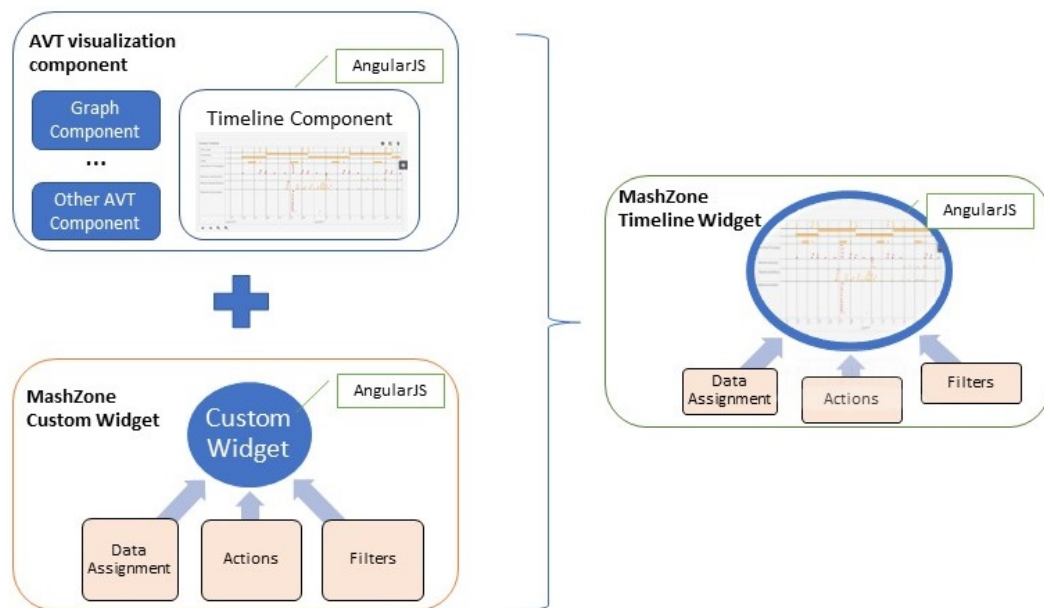 AVT visualization
component
AngularJS
Graph
Component
...
Other AVT
Component
Timeline Component
MashZone
Custom Widget
AngularJS
Custom
Widget
Data
Assignment
Actions
Filters
MashZone
Timeline Widget
AngularJS
Data
Assignment
Actions
Filters